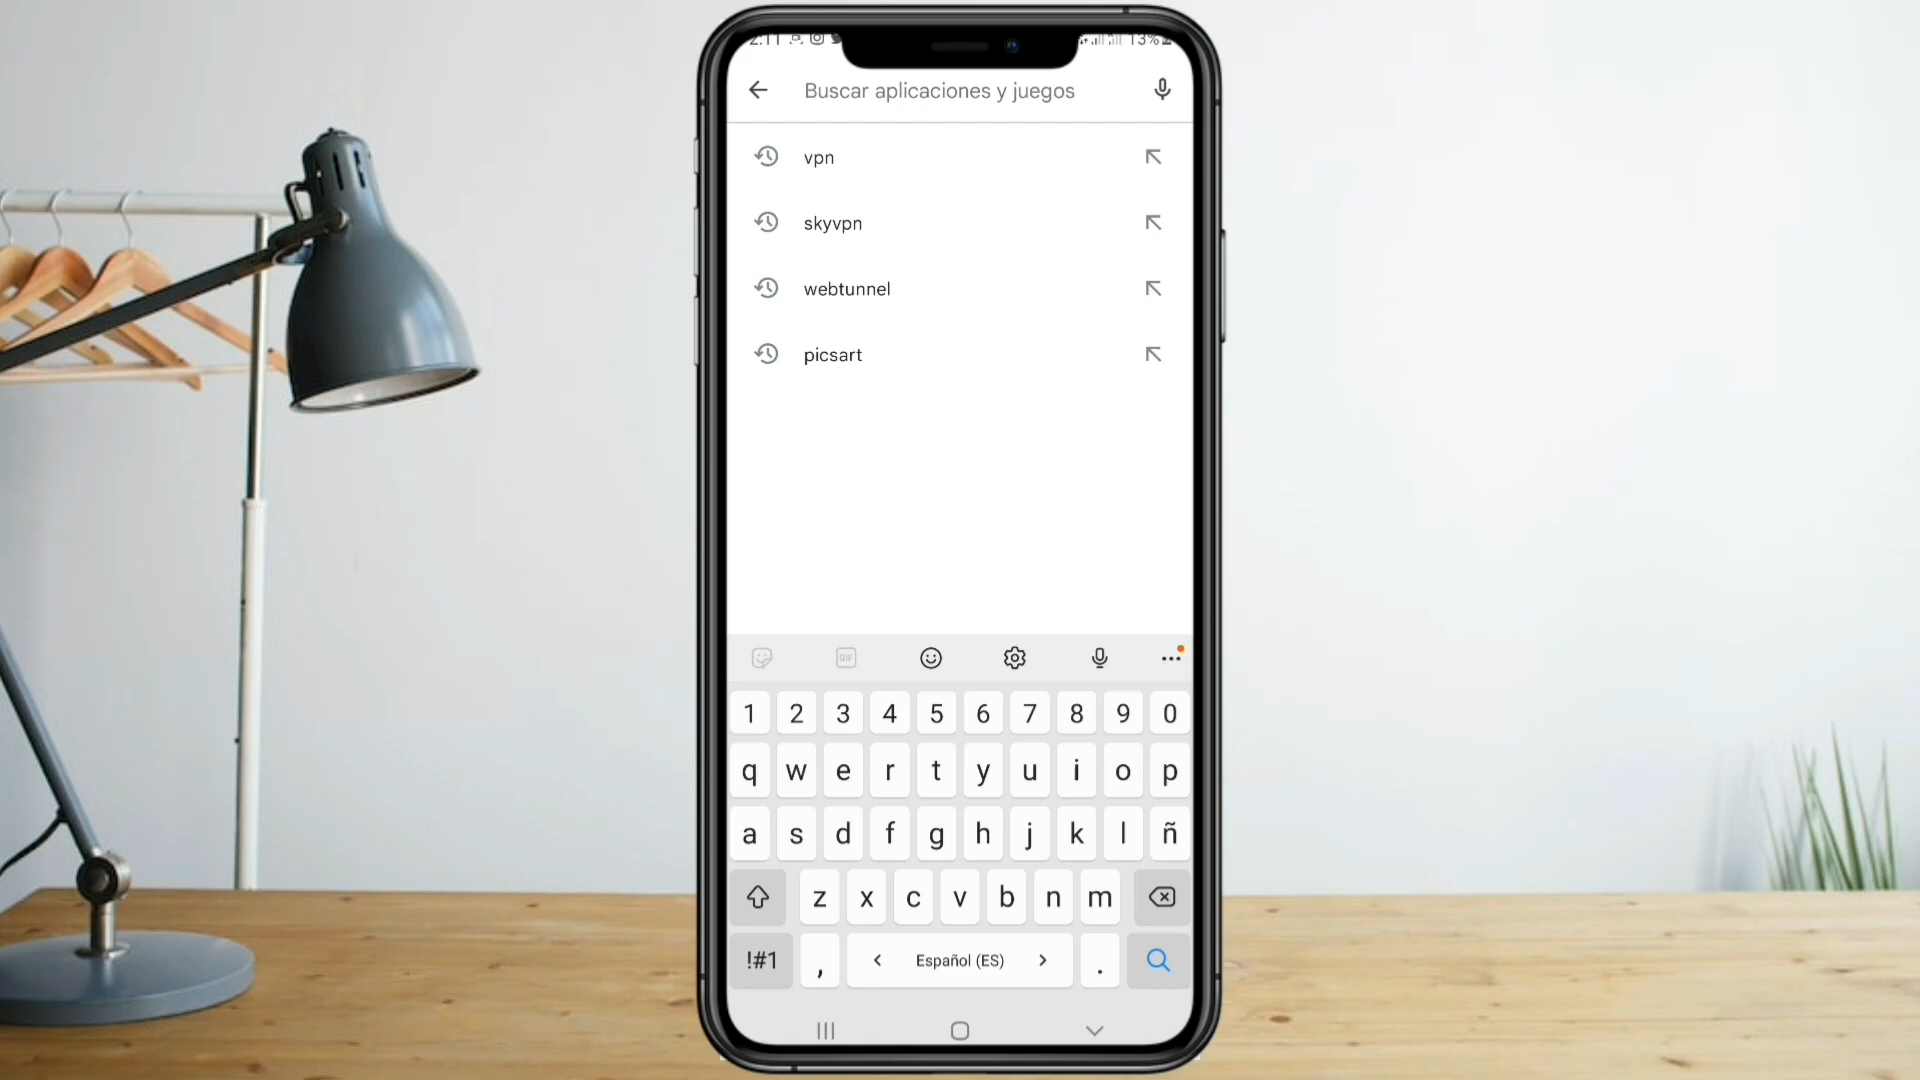 2:11 13%
Buscar aplicaciones y juegos
vpn
skyvpn
webtunnel
picsart
GIF
1 2 3 4 5 6 7 8 9 0
q w e r t y u i o p
a s d f g h j k l ñ
z x c v b n m
!#1 , < Español (ES) > .